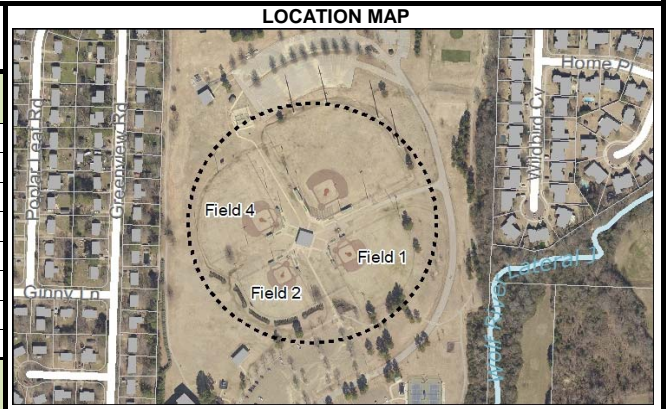 LOCATION MAP
Poplar Leaf Rd
Greenview Rd
Ginny Ln
Field 4
Field 1
Field 2
Wildbird Cv
Home Pl
Lateral